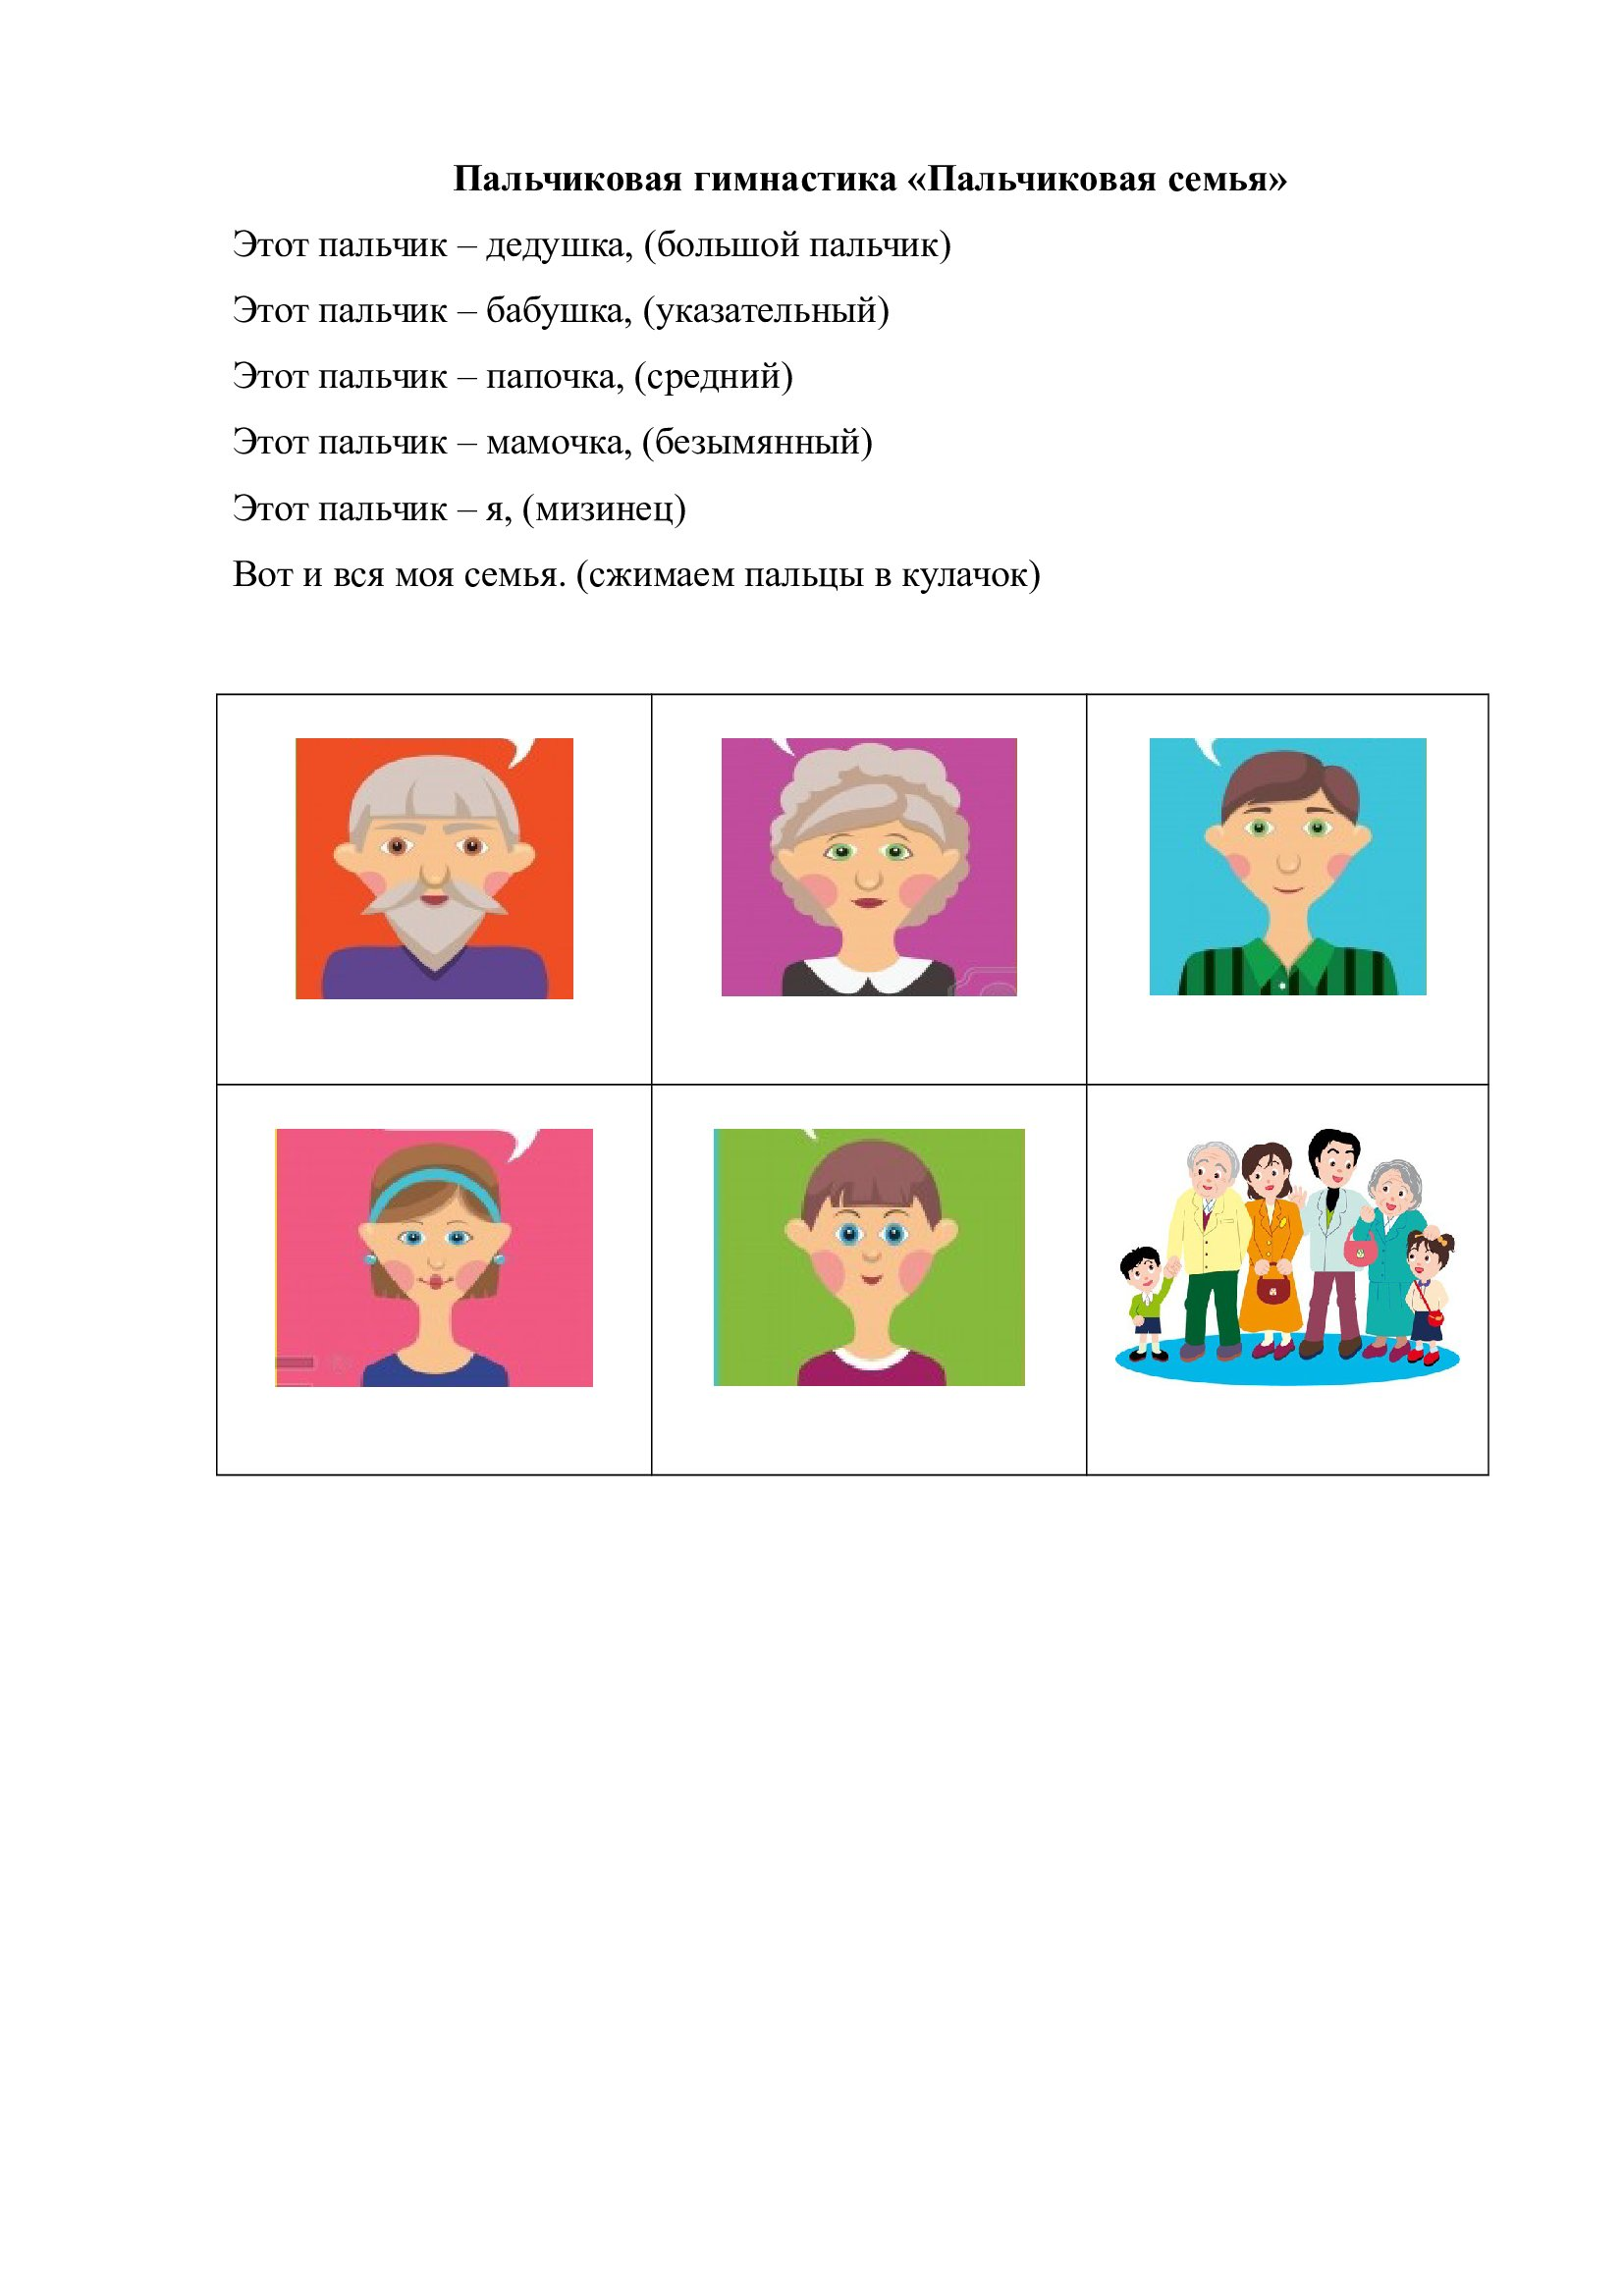 Пальчиковая гимнастика «Пальчиковая семья»
Этот пальчик – дедушка, (большой пальчик)
Этот пальчик – бабушка, (указательный)
Этот пальчик – папочка, (средний)
Этот пальчик – мамочка, (безымянный)
Этот пальчик – я, (мизинец)
Вот и вся моя семья. (сжимаем пальцы в кулачок)